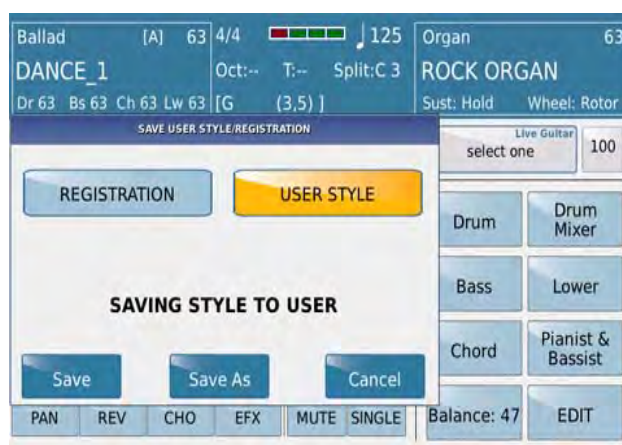 Ballad [A] 63 4/4 125 Organ 63
DANCE_1 Oct:-- T:-- Split:C 3 ROCK ORGAN
Dr 63 Bs 63 Ch 63 Lw 63 [G (3,5) ] Sust: Hold Wheel: Rotor
SAVE USER STYLE/REGISTRATION
Live Guitar
select one 100
REGISTRATION USER STYLE
Drum Drum
Mixer
Bass Lower
SAVING STYLE TO USER
Chord Pianist &
Bassist
Save Save As Cancel
PAN REV CHO EFX MUTE SINGLE Balance: 47 EDIT